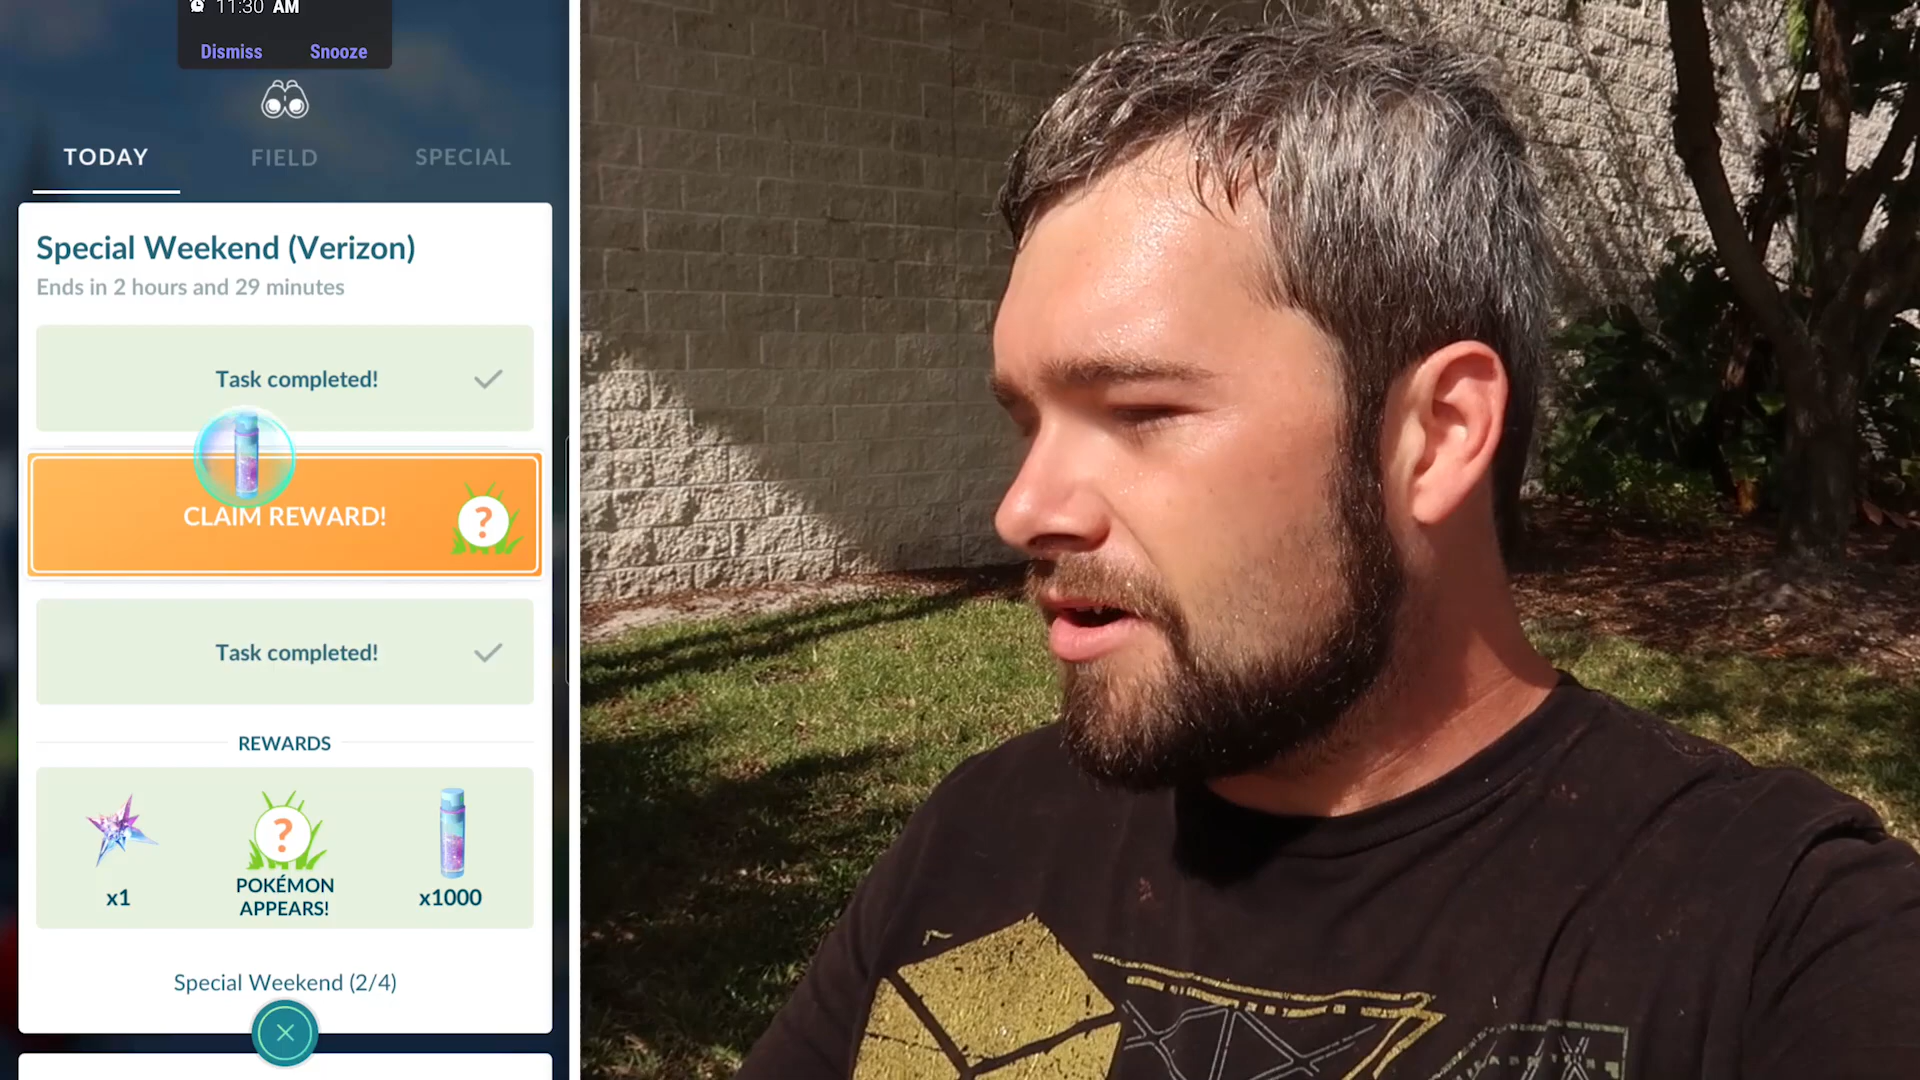 11:30 AM
Dismiss Snooze
TODAY FIELD SPECIAL
Special Weekend (Verizon)
Ends in 2 hours and 29 minutes
Task completed!
CLAIM REWARD!
?
Task completed!
REWARDS
?
x1
POKÉMON
APPEARS!
x1000
Special Weekend (2/4)